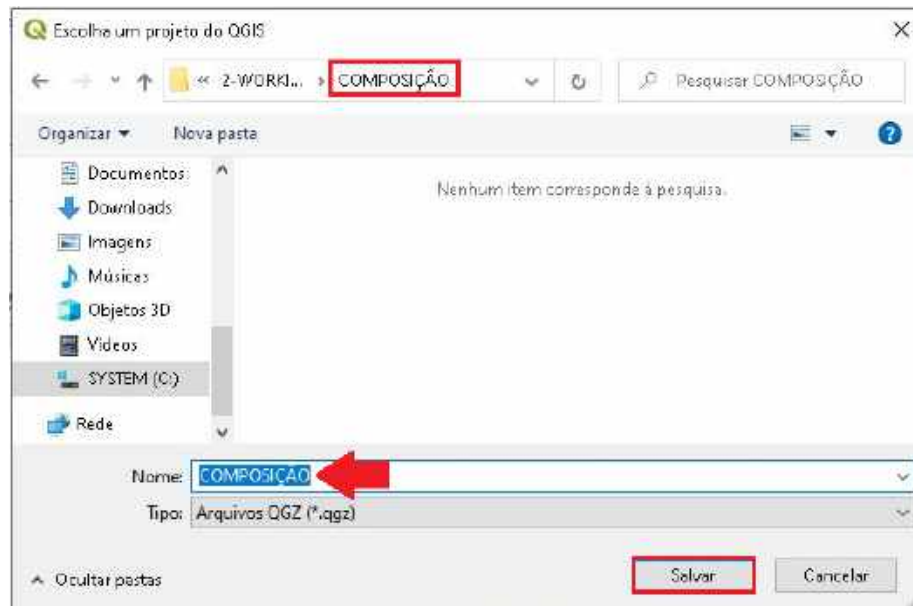 Escolha um projeto do QGIS
« 2-WORKI... › COMPOSIÇÃO
Pesquisar COMPOSIÇÃO
Organizar
Nova pasta
Documentos
Downloads
Imagens
Músicas
Objetos 3D
Vídeos
SYSTEM (C:)
Rede
Nenhum item corresponde à pesquisa.
Nome: COMPOSIÇÃO
Tipo: Arquivos QGZ (*.qgz)
Ocultar pastas
Salvar
Cancelar